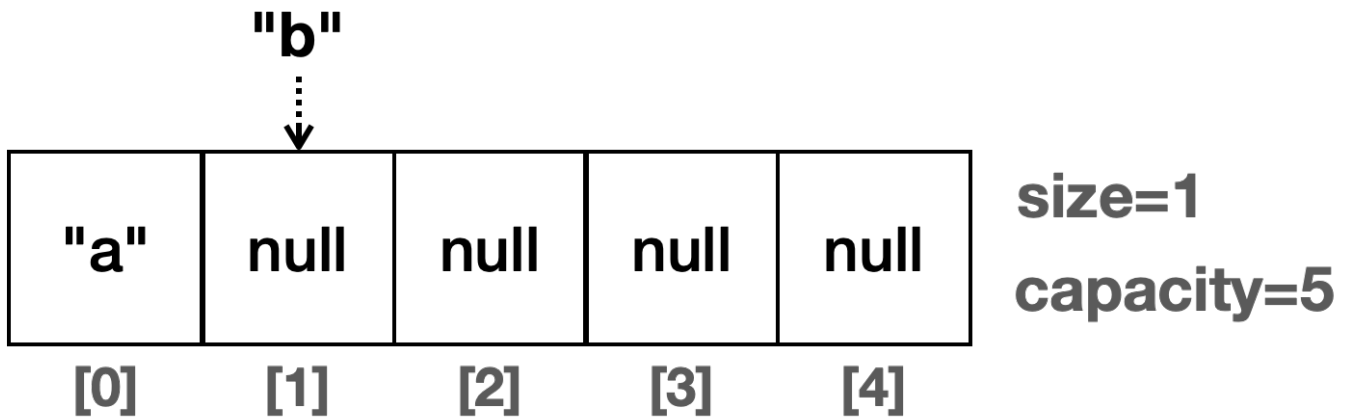 "b"
"a" null null null null
size=1
capacity=5
[0] [1] [2] [3] [4]